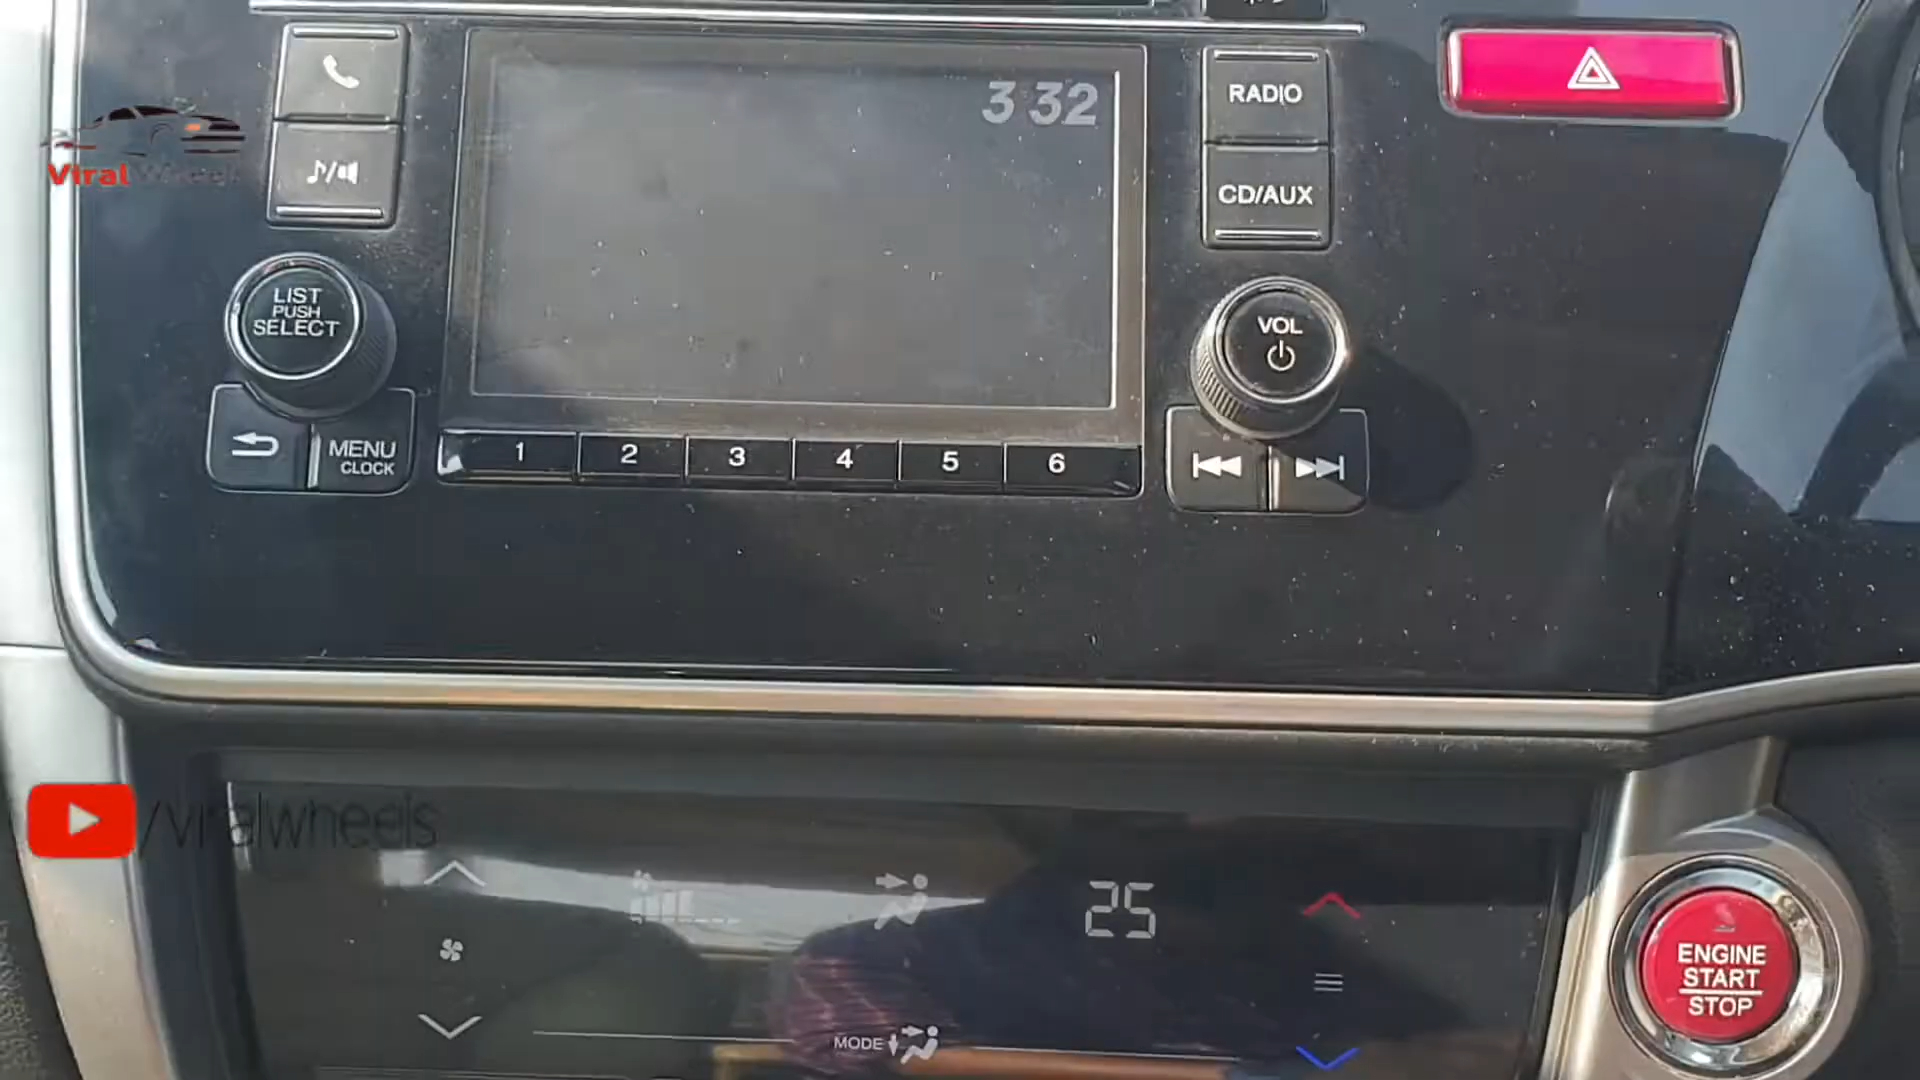 3 32
RADIO
CD/AUX
Viral Wheels
LIST
PUSH
SELECT
VOL
MENU
CLOCK
1 2 3 4 5 6
/viralwheels
25
MODE
ENGINE
START
STOP